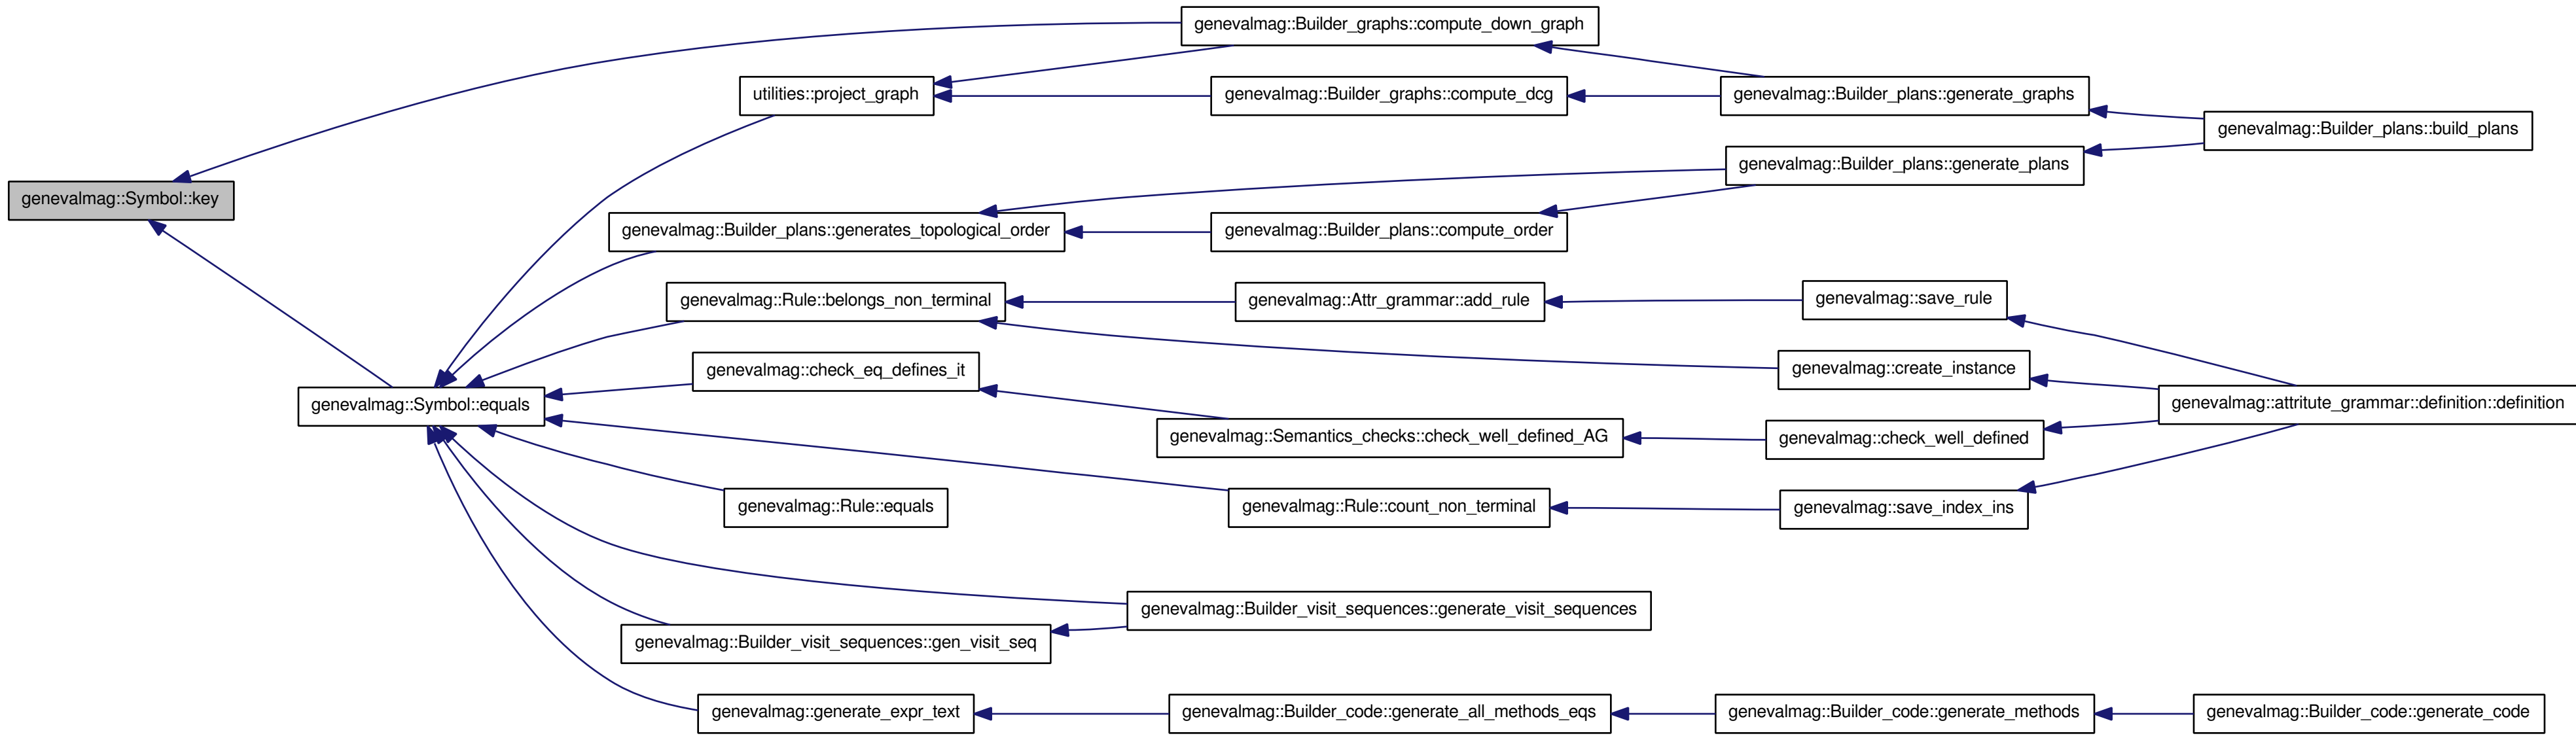 genevalmag::Builder_graphs::compute_down_graph
utilities::project_graph
genevalmag::Builder_graphs::compute_dcg
genevalmag::Builder_plans::generate_graphs
genevalmag::Builder_plans::build_plans
genevalmag::Builder_plans::generate_plans
genevalmag::Symbol::key
genevalmag::Builder_plans::generates_topological_order
genevalmag::Builder_plans::compute_order
genevalmag::Rule::belongs_non_terminal
genevalmag::Attr_grammar::add_rule
genevalmag::save_rule
genevalmag::check_eq_defines_it
genevalmag::create_instance
genevalmag::Symbol::equals
genevalmag::attritute_grammar::definition::definition
genevalmag::Semantics_checks::check_well_defined_AG
genevalmag::check_well_defined
genevalmag::Rule::equals
genevalmag::Rule::count_non_terminal
genevalmag::save_index_ins
genevalmag::Builder_visit_sequences::generate_visit_sequences
genevalmag::Builder_visit_sequences::gen_visit_seq
genevalmag::generate_expr_text
genevalmag::Builder_code::generate_all_methods_eqs
genevalmag::Builder_code::generate_methods
genevalmag::Builder_code::generate_code